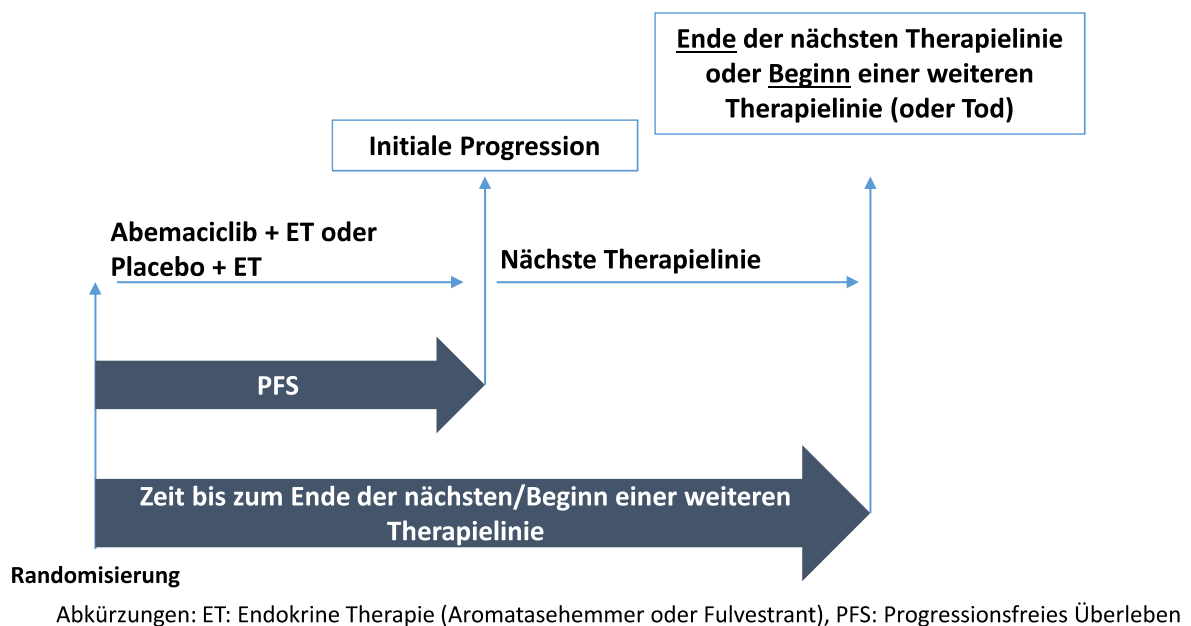 Ende der nächsten Therapielinie
oder Beginn einer weiteren
Therapielinie (oder Tod)
Initiale Progression
Abemaciclib + ET oder
Placebo + ET
Nächste Therapielinie
PFS
Zeit bis zum Ende der nächsten/Beginn einer weiteren
Therapielinie
Randomisierung
Abkürzungen: ET: Endokrine Therapie (Aromatasehemmer oder Fulvestrant), PFS: Progressionsfreies Überleben